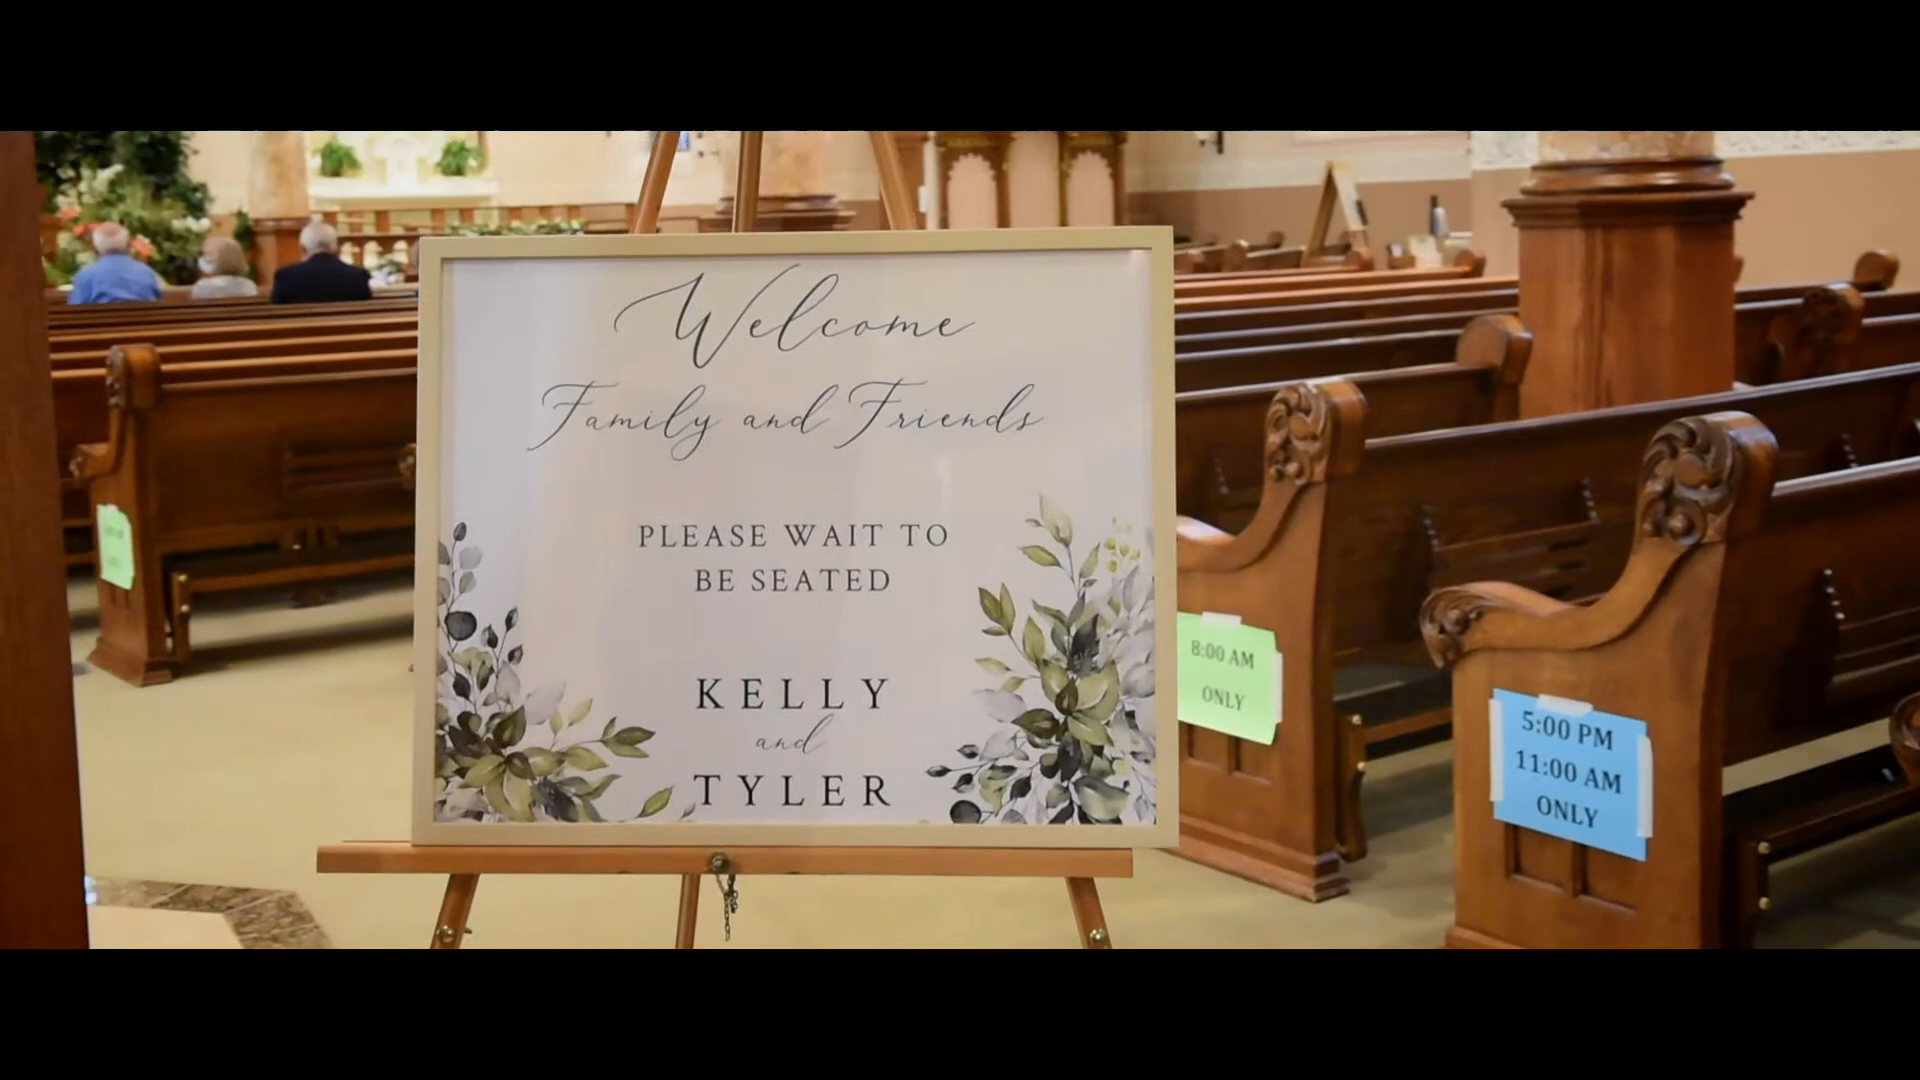 Welcome
Family and Friends
PLEASE WAIT TO
BE SEATED
KELLY
and
TYLER
8:00 AM
ONLY
5:00 PM
11:00 AM
ONLY